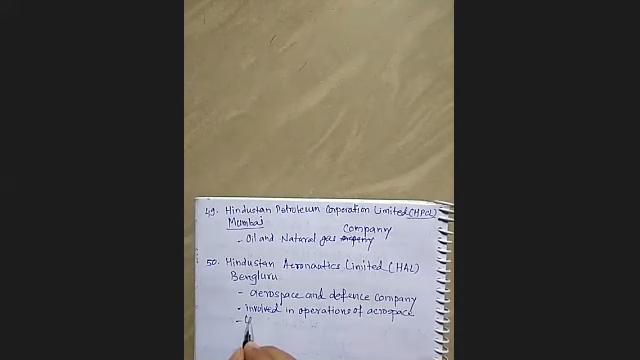 49. Hindustan Petroleum Corporation Limited (HPCL)
Mumbai
Company
- Oil and Natural gas
50. Hindustan Aeronautics Limited (HAL)
Bengluru
- aerospace and defence company
- involved in operations of aerospace
-